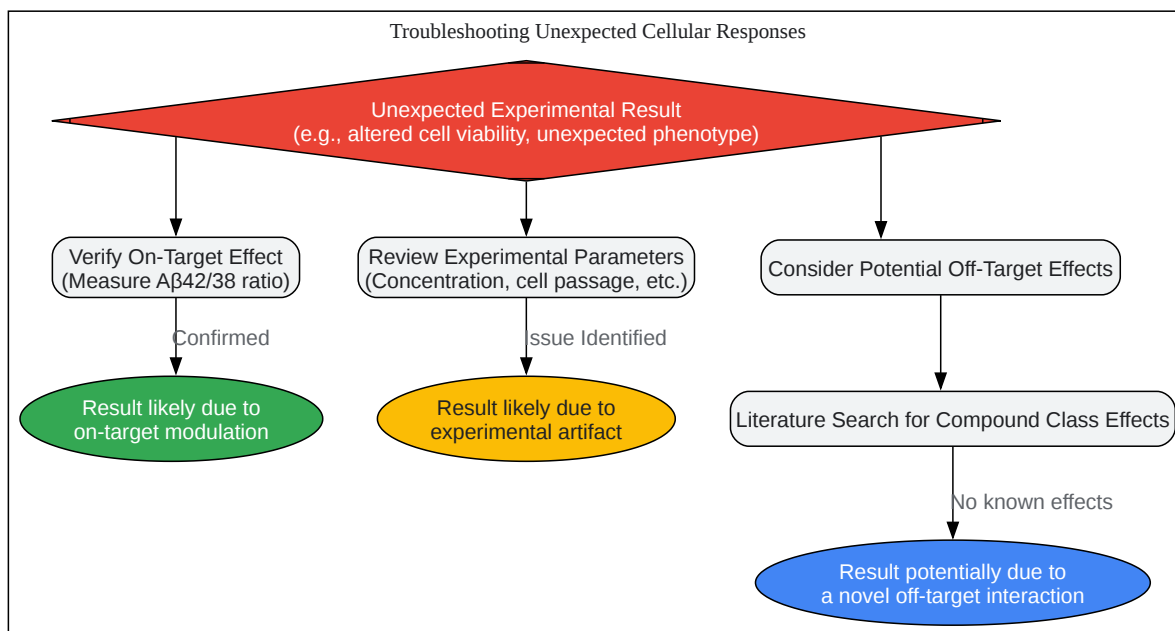 Troubleshooting Unexpected Cellular Responses
Unexpected Experimental Result
(e.g., altered cell viability, unexpected phenotype)
Verify On-Target Effect
(Measure Aβ42/38 ratio)
Review Experimental Parameters
(Concentration, cell passage, etc.)
Consider Potential Off-Target Effects
Confirmed
Issue Identified
Result likely due to
on-target modulation
Result likely due to
experimental artifact
Literature Search for Compound Class Effects
No known effects
Result potentially due to
a novel off-target interaction